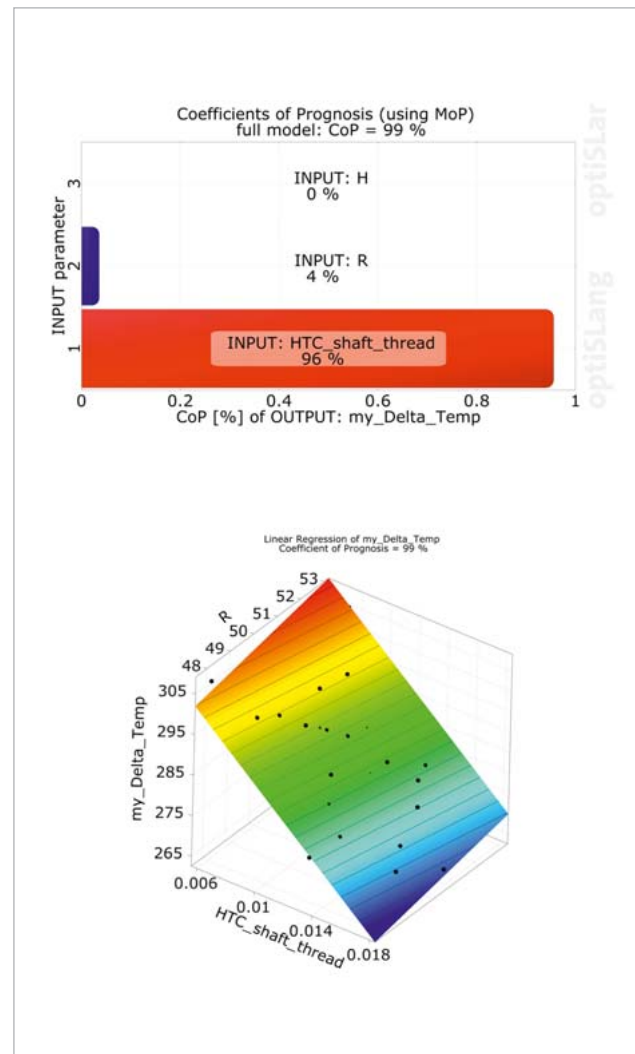 Coefficients of Prognosis (using MoP)
full model: CoP = 99 %
INPUT parameter
3
2
1
INPUT: H
0 %
INPUT: R
4 %
INPUT: HTC_shaft_thread
96 %
0 0.2 0.4 0.6 0.8 1
CoP [%] of OUTPUT: my_Delta_Temp
optiSLang optiSLar
Linear Regression of my_Delta_Temp
Coefficient of Prognosis = 99 %
53
52
51
R
50
49
48
my_Delta_Temp
305
295
285
275
265
0.006
0.01
0.014
0.018
HTC_shaft_thread